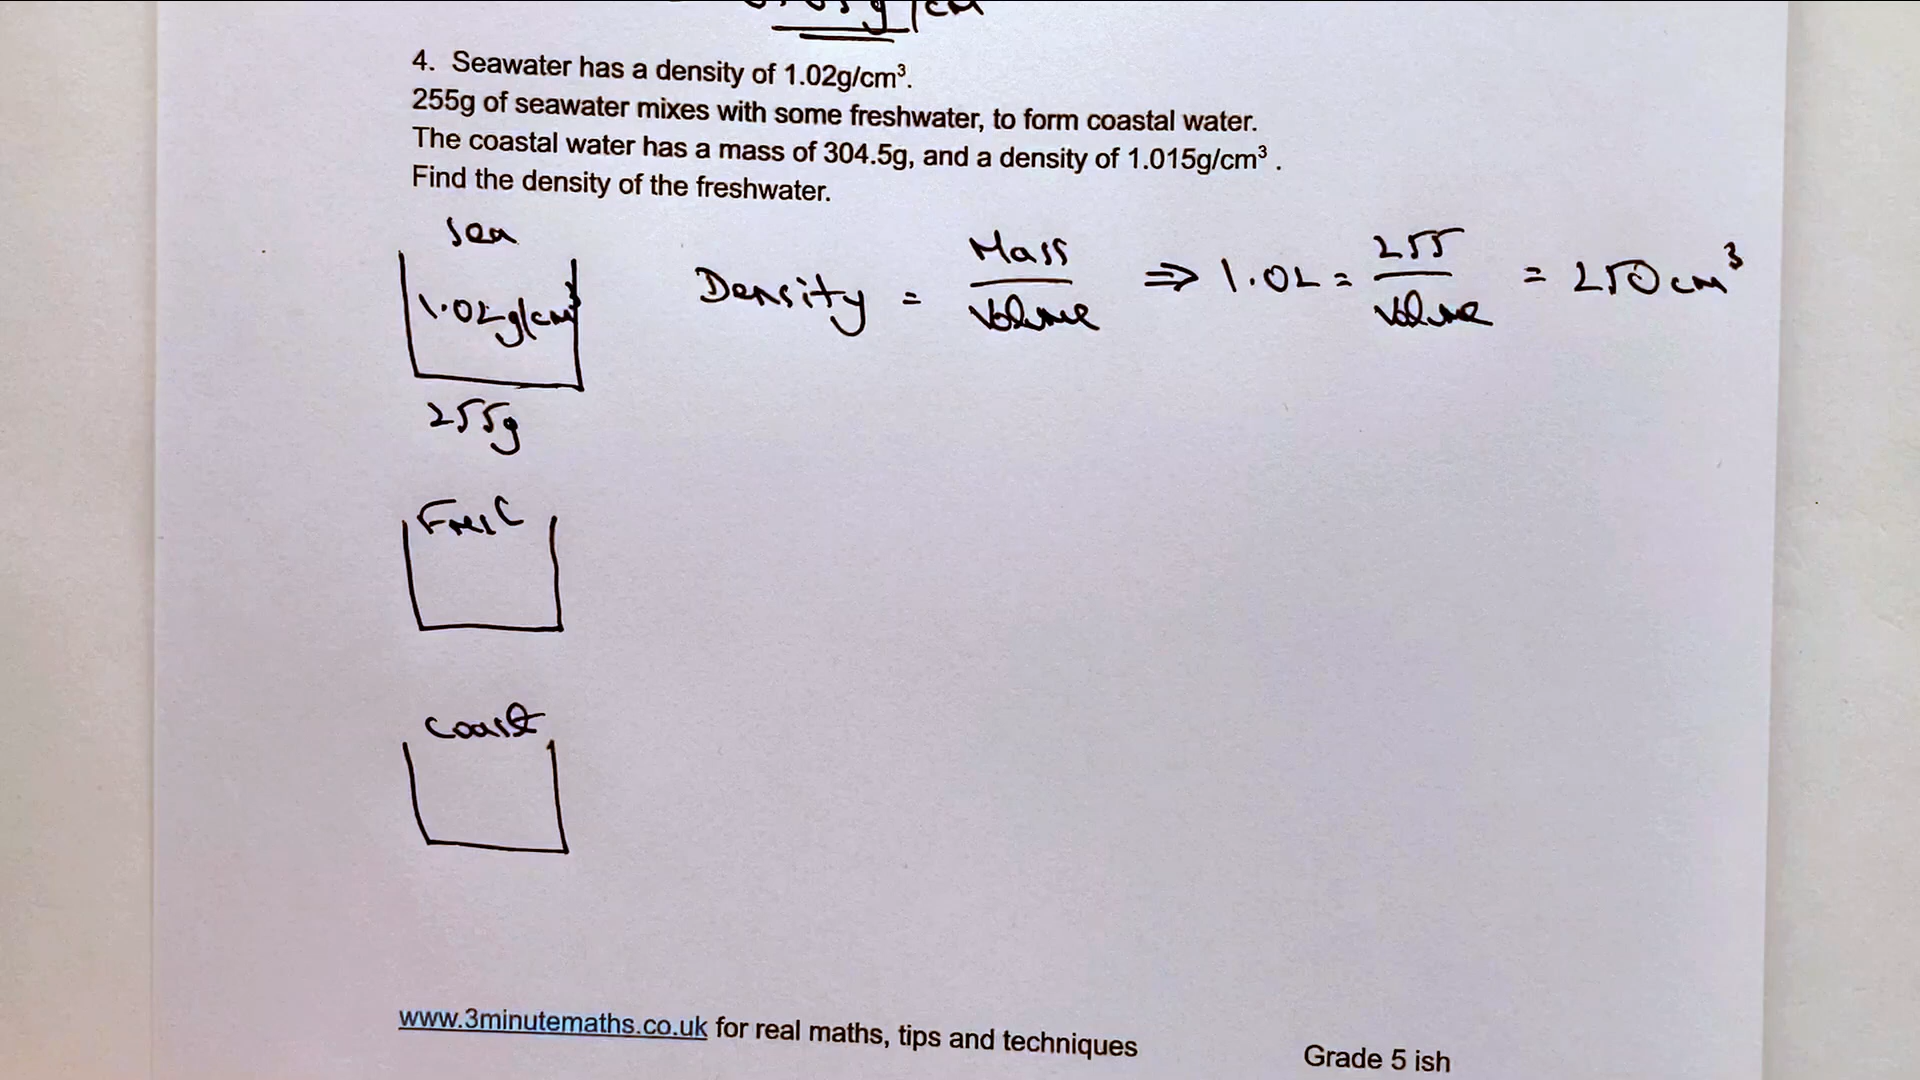 4. Seawater has a density of 1.02g/cm³.
255g of seawater mixes with some freshwater, to form coastal water.
The coastal water has a mass of 304.5g, and a density of 1.015g/cm³ .
Find the density of the freshwater.
Sea
1.02g/cm³
255g
Density = Mass / Volume ⇒ 1.02 = 255 / Volume = 250cm³
Coast
www.3minutemaths.co.uk for real maths, tips and techniques
Grade 5 ish